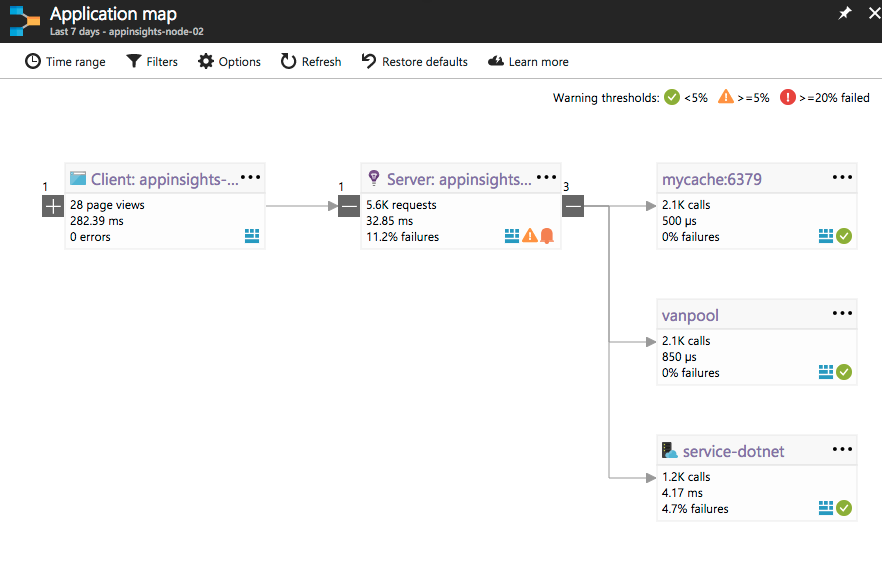 Application map
Last 7 days - appinsights-node-02
Time range Filters Options Refresh Restore defaults Learn more
Warning thresholds: <5% >=5% >=20% failed
1
Client: appinsights-... •••
28 page views
282.39 ms
0 errors
1
Server: appinsights... •••
5.6K requests
32.85 ms
11.2% failures
3
mycache:6379 •••
2.1K calls
500 µs
0% failures
vanpool •••
2.1K calls
850 µs
0% failures
service-dotnet •••
1.2K calls
4.17 ms
4.7% failures